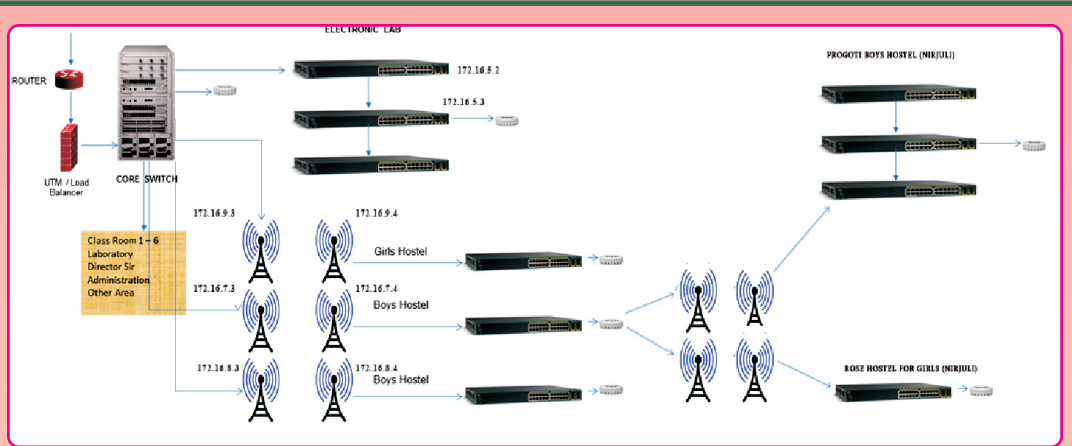 ELECTRONIC LAB
PROGOTI BOYS HOSTEL (NIRJULI)
ROUTER
172.16.5.2
172.16.5.3
UTM / Load
Balancer
CORE SWITCH
172.16.9.3
172.16.9.4
Class Room 1 – 6
Laboratory
Director Sir
Administration
Other Area
Girls Hostel
172.16.7.3
172.16.7.4
Boys Hostel
172.16.8.3
172.16.8.4
Boys Hostel
ROSE HOSTEL FOR GIRLS (NIRJULI)